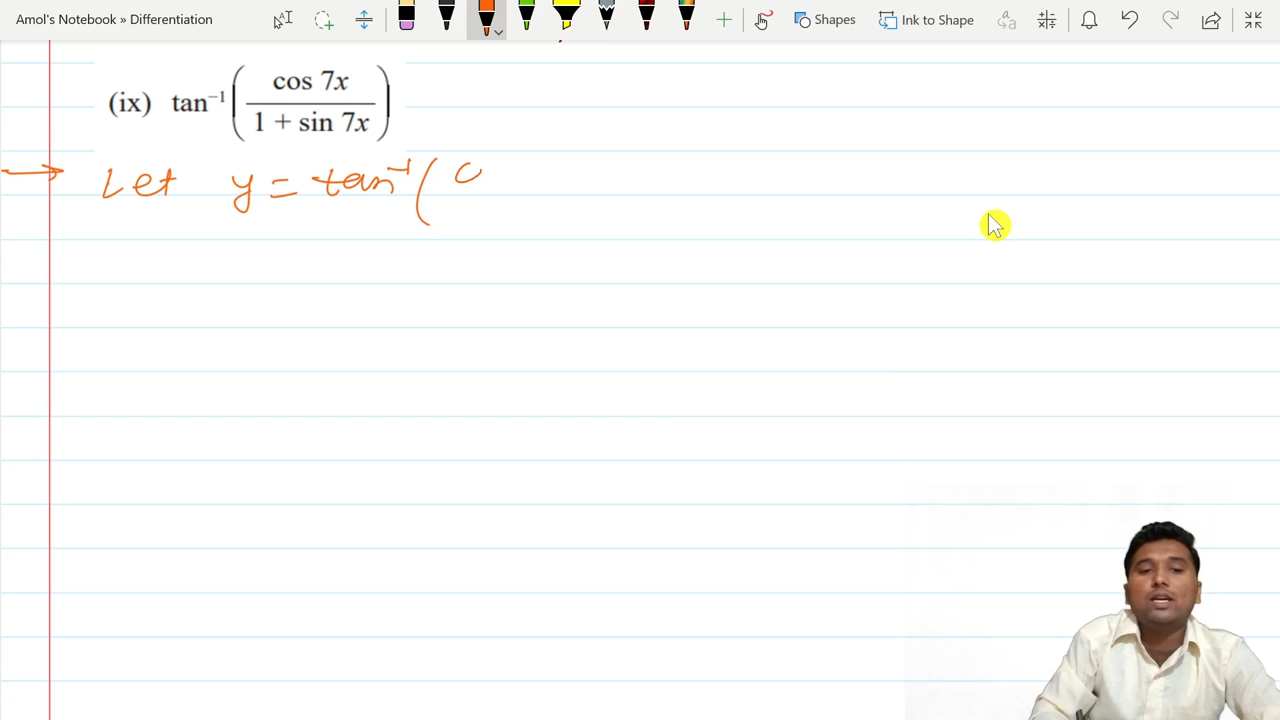 Amol's Notebook » Differentiation
Shapes
Ink to Shape
(ix) tan⁻¹(cos 7x / 1 + sin 7x)
→ Let y = tan⁻¹( c